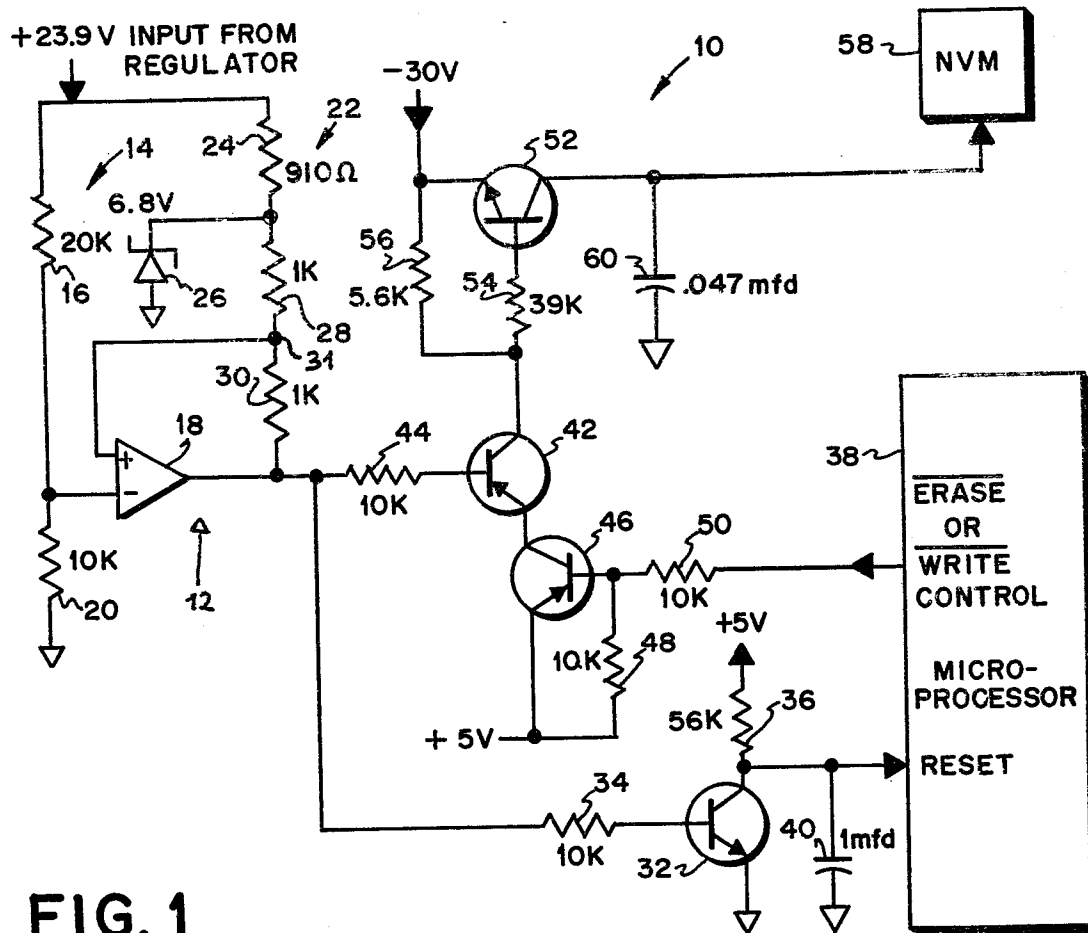 +23.9 V INPUT FROM
REGULATOR
-30V
10
58
NVM
14
24
22
910Ω
52
6.8V
20K
16
26
1K
28
56
5.6K
54
39K
60
.047 mfd
31
30
1K
18
+
-
44
10K
42
38
ERASE
OR
WRITE
CONTROL
46
50
10K
10K
20
12
10K
48
+5V
MICRO-
PROCESSOR
56K
36
+ 5V
RESET
34
10K
32
40
1mfd
FIG. 1